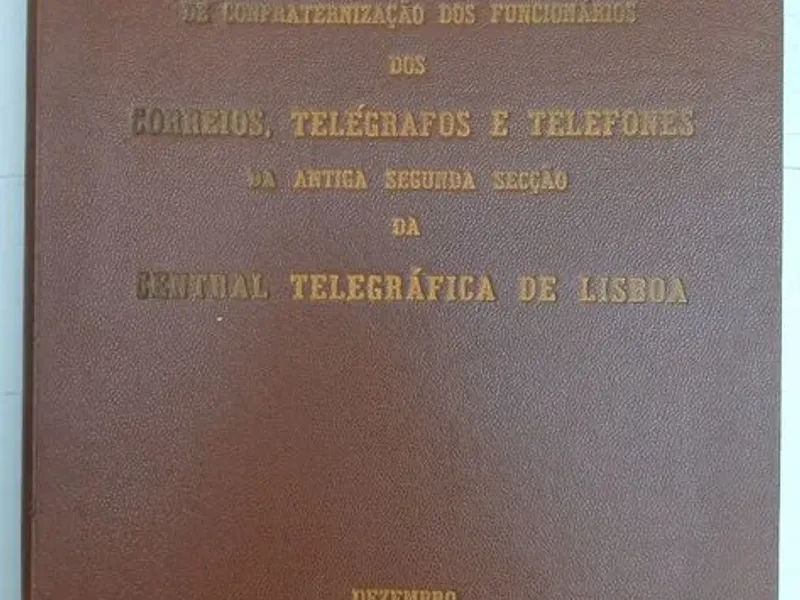 DE CONFRATERNIZAÇÃO DOS FUNCIONÁRIOS
DOS
CORREIOS, TELÉGRAFOS E TELEFONES
DA ANTIGA SEGUNDA SECÇÃO
DA
CENTRAL TELEGRÁFICA DE LISBOA
DEZEMBRO